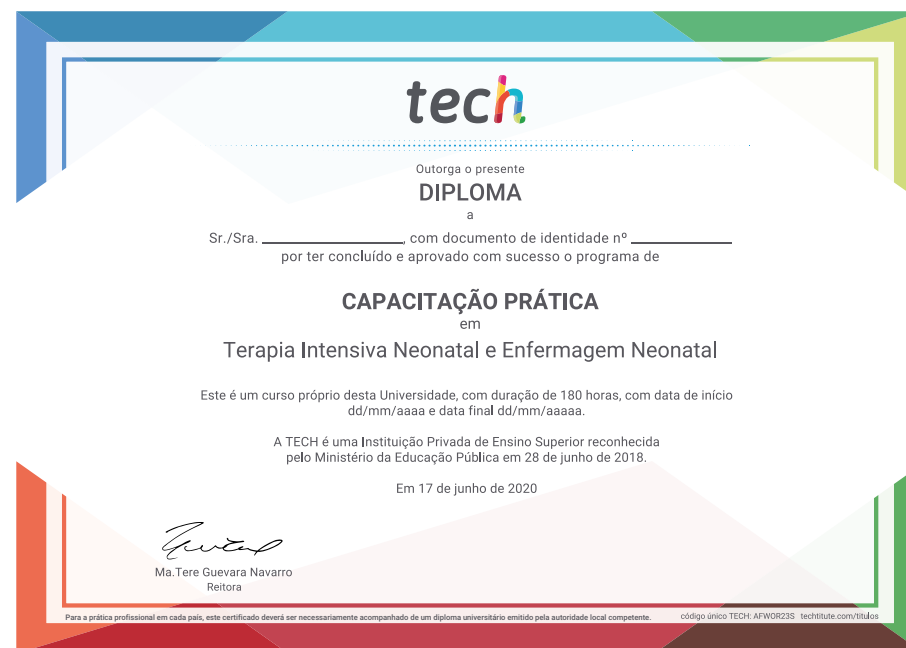 tech
Outorga o presente
DIPLOMA
a
Sr./Sra. ____________________, com documento de identidade nº ______________
por ter concluído e aprovado com sucesso o programa de
CAPACITAÇÃO PRÁTICA
em
Terapia Intensiva Neonatal e Enfermagem Neonatal
Este é um curso próprio desta Universidade, com duração de 180 horas, com data de início
dd/mm/aaaa e data final dd/mm/aaaaa.
A TECH é uma Instituição Privada de Ensino Superior reconhecida
pelo Ministério da Educação Pública em 28 de junho de 2018.
Em 17 de junho de 2020
Ma.Tere Guevara Navarro
Reitora
Para a prática profissional em cada país, este certificado deverá ser necessariamente acompanhado de um diploma universitário emitido pela autoridade local competente. código único TECH: AFWOR23S techtitute.com/titulos